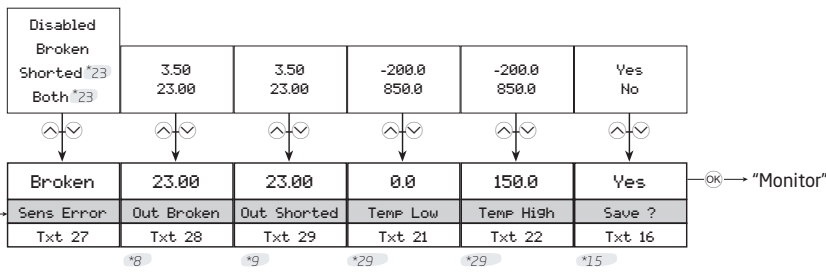 Disabled
Broken
Shorted *23
Both *23
3.50
23.00
3.50
23.00
-200.0
850.0
-200.0
850.0
Yes
No
Broken 23.00 23.00 0.0 150.0 Yes OK "Monitor"
Sens Error Out Broken Out Shorted Temp Low Temp High Save ?
Txt 27 Txt 28 Txt 29 Txt 21 Txt 22 Txt 16
*8 *9 *29 *29 *15